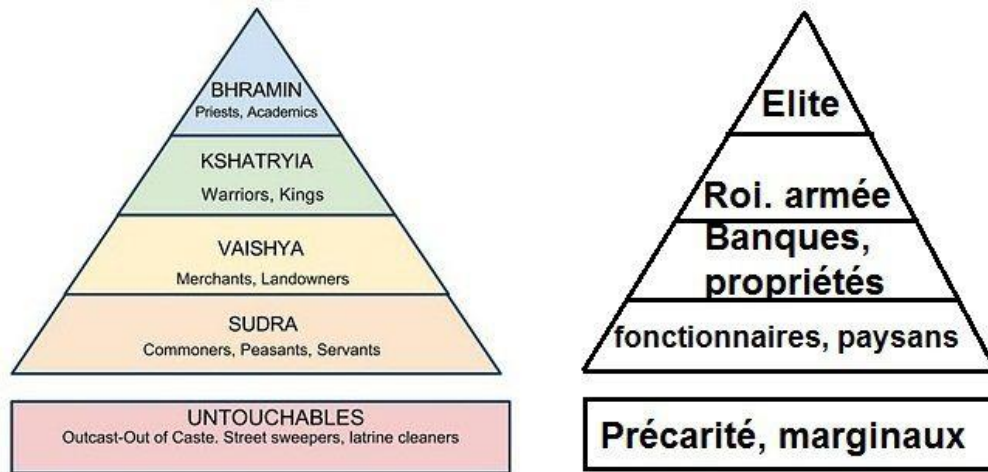 BHRAMIN
Priests, Academics
KSHATRYIA
Warriors, Kings
VAISHYA
Merchants, Landowners
SUDRA
Commoners, Peasants, Servants
UNTOUCHABLES
Outcast-Out of Caste. Street sweepers, latrine cleaners
Elite
Roi. armée
Banques,
propriétés
fonctionnaires, paysans
Précarité, marginaux